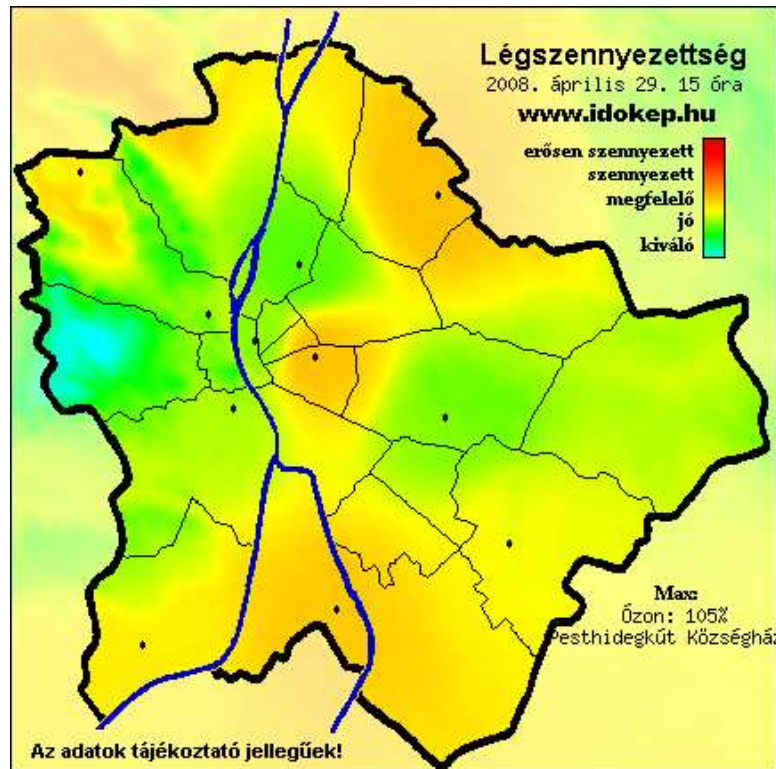 Légszennyezettség
2008. április 29. 15 óra
www.idokep.hu
erősen szennyezett
szennyezett
megfelelő
jó
kiváló
Max:
Ózon: 105%
Pesthidegkút Községház
Az adatok tájékoztató jellegűek!